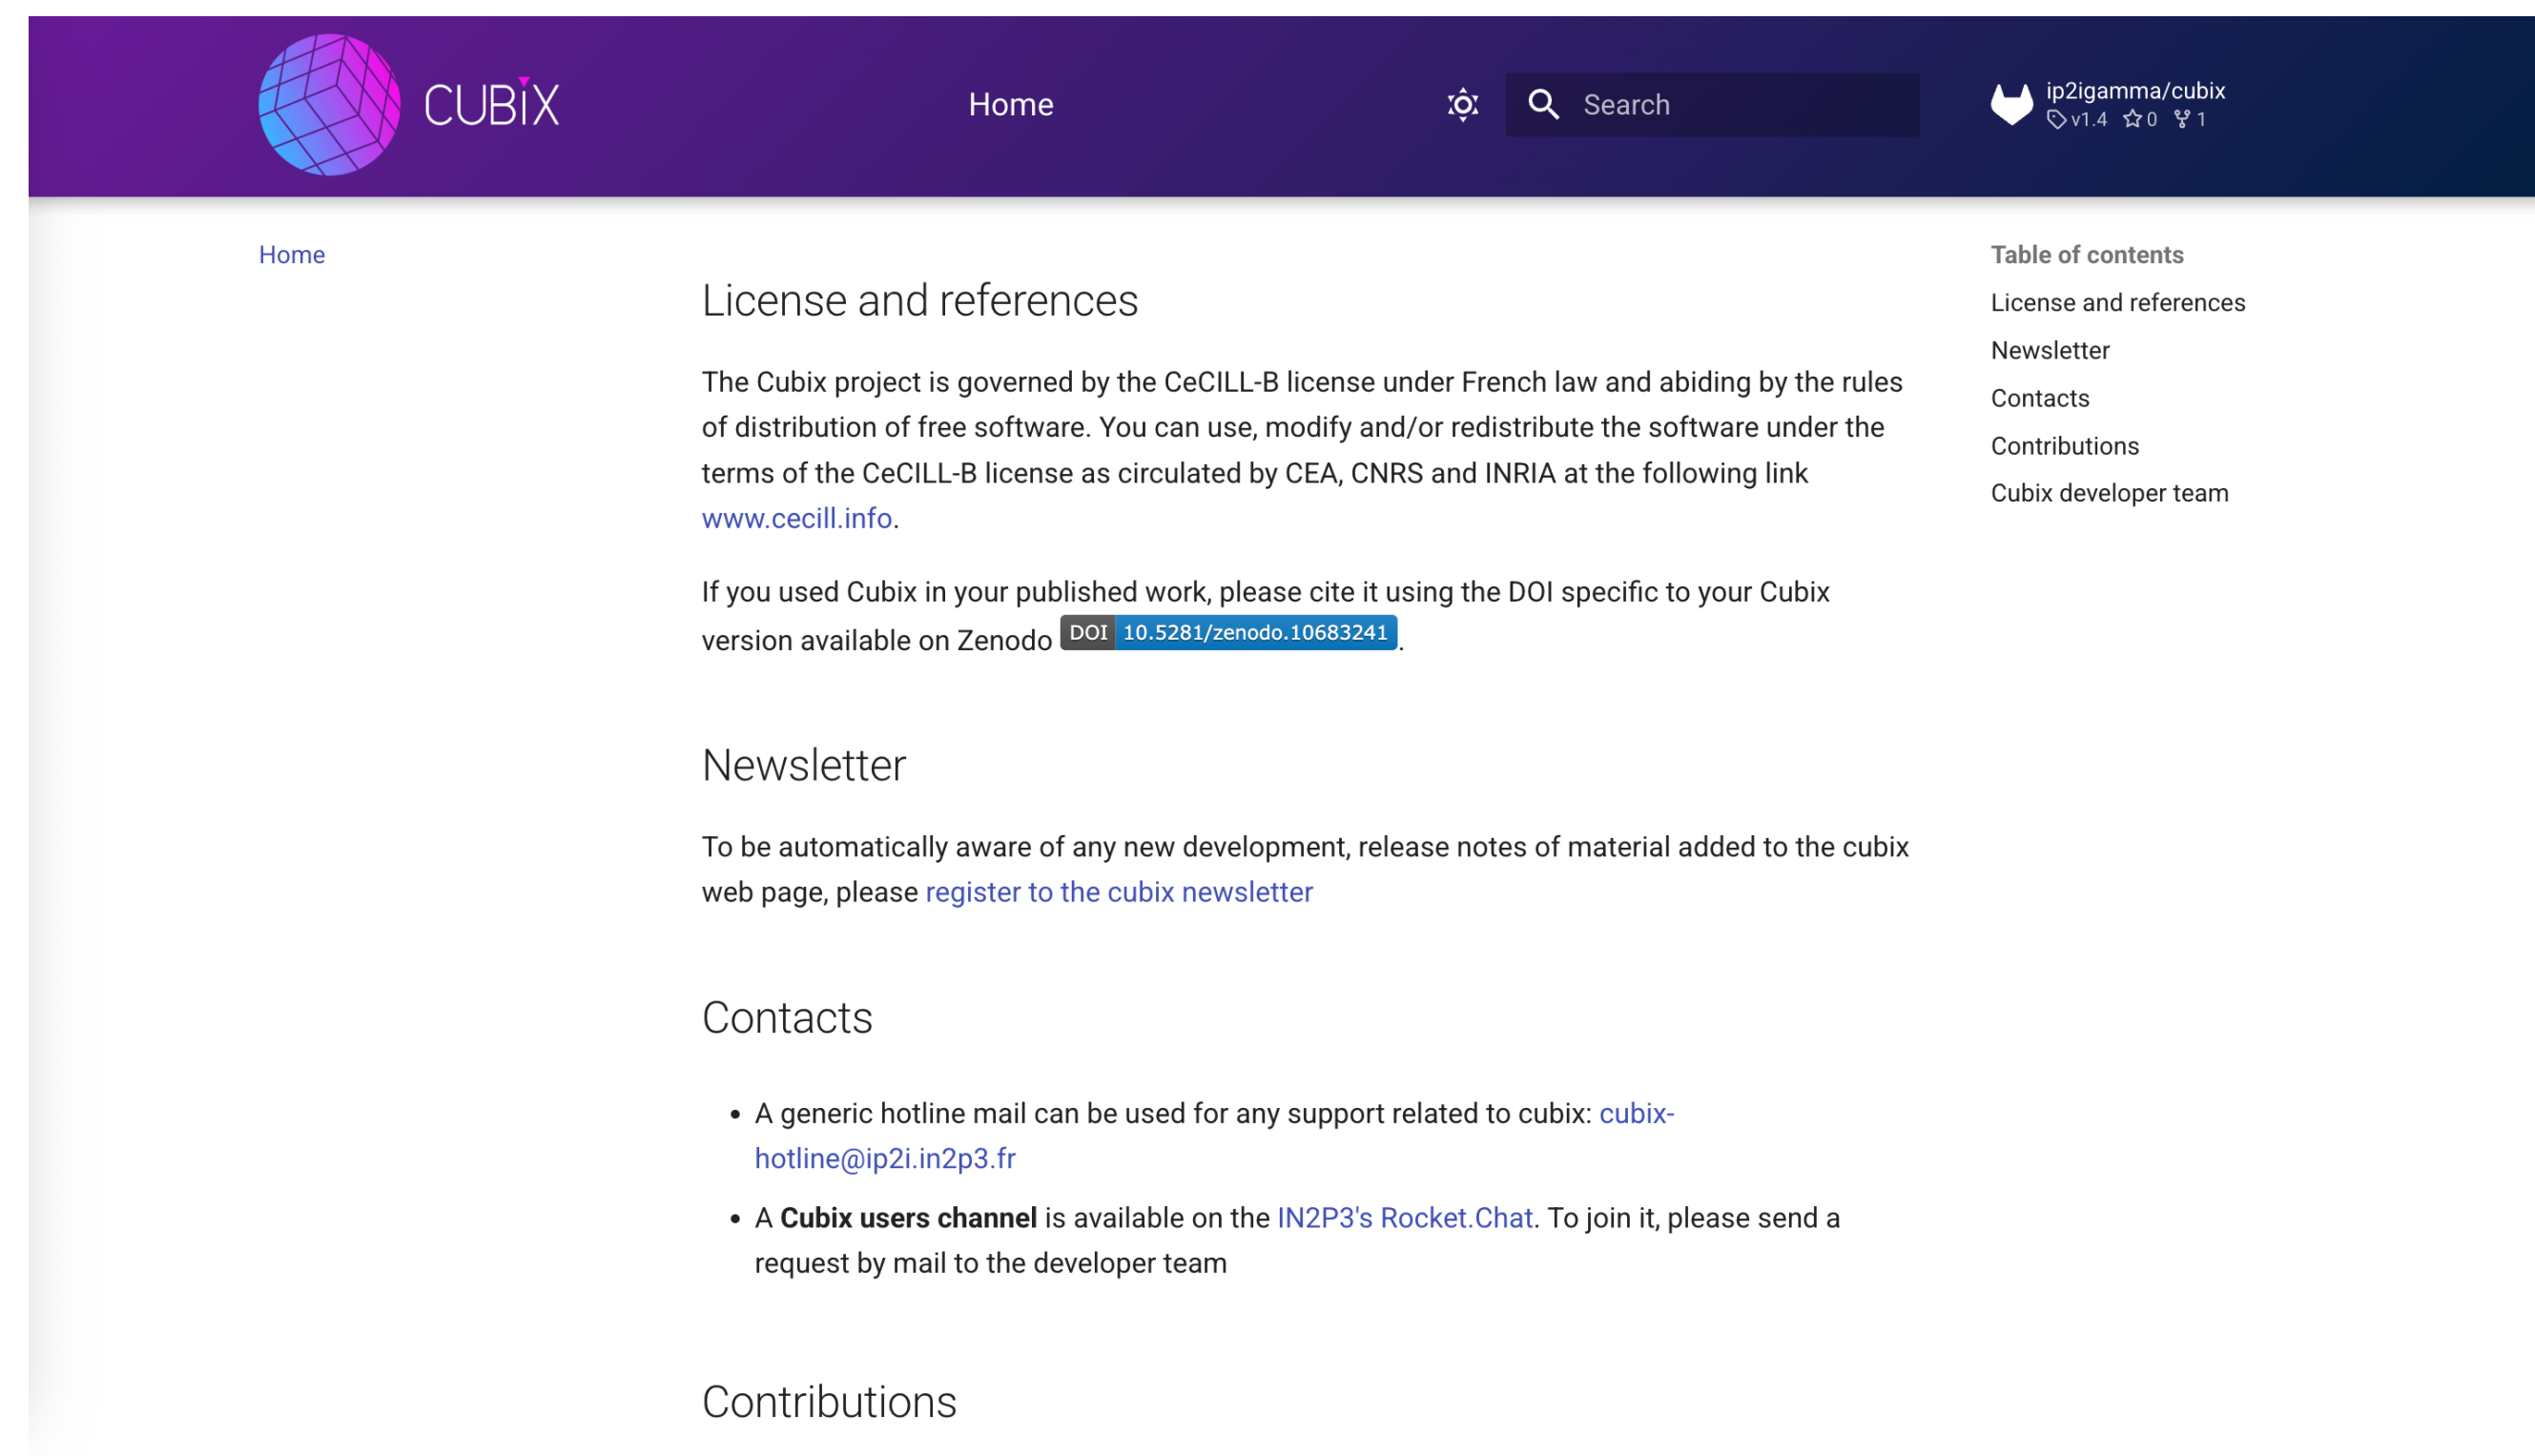 CUBiX
Home
Search
ip2igamma/cubix
v1.4 0 1
Home
Table of contents
License and references
Newsletter
Contacts
Contributions
Cubix developer team
License and references
The Cubix project is governed by the CeCILL-B license under French law and abiding by the rules
of distribution of free software. You can use, modify and/or redistribute the software under the
terms of the CeCILL-B license as circulated by CEA, CNRS and INRIA at the following link
www.cecill.info.
If you used Cubix in your published work, please cite it using the DOI specific to your Cubix
version available on Zenodo DOI 10.5281/zenodo.10683241.
Newsletter
To be automatically aware of any new development, release notes of material added to the cubix
web page, please register to the cubix newsletter
Contacts
• A generic hotline mail can be used for any support related to cubix: cubix-
hotline@ip2i.in2p3.fr
• A Cubix users channel is available on the IN2P3's Rocket.Chat. To join it, please send a
request by mail to the developer team
Contributions